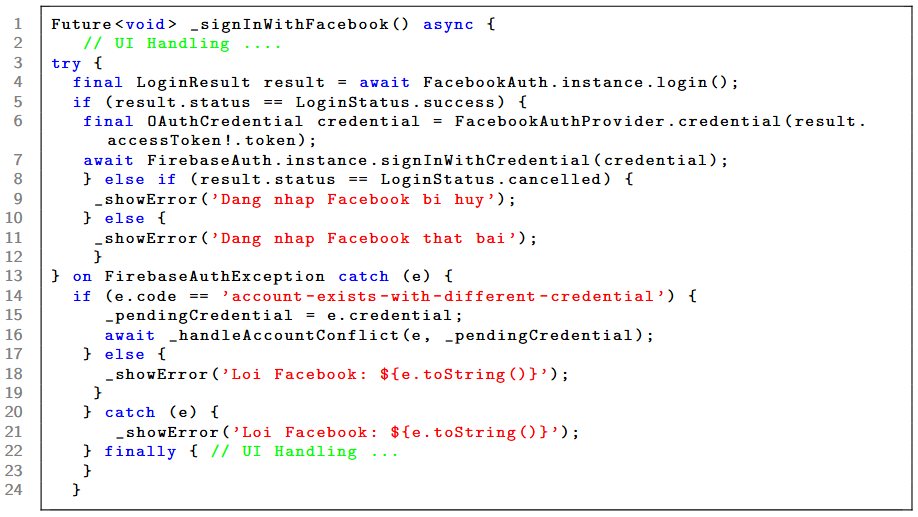 1 Future<void> _signInWithFacebook() async {
2 // UI Handling ....
3 try {
4 final LoginResult result = await FacebookAuth.instance.login();
5 if (result.status == LoginStatus.success) {
6 final OAuthCredential credential = FacebookAuthProvider.credential(result.
accessToken!.token);
7 await FirebaseAuth.instance.signInWithCredential(credential);
8 } else if (result.status == LoginStatus.cancelled) {
9 _showError('Dang nhap Facebook bi huy');
10 } else {
11 _showError('Dang nhap Facebook that bai');
12 }
13 } on FirebaseAuthException catch (e) {
14 if (e.code == 'account-exists-with-different-credential') {
15 _pendingCredential = e.credential;
16 await _handleAccountConflict(e, _pendingCredential);
17 } else {
18 _showError('Loi Facebook: ${e.toString()}');
19 }
20 } catch (e) {
21 _showError('Loi Facebook: ${e.toString()}');
22 } finally { // UI Handling ...
23 }
24 }